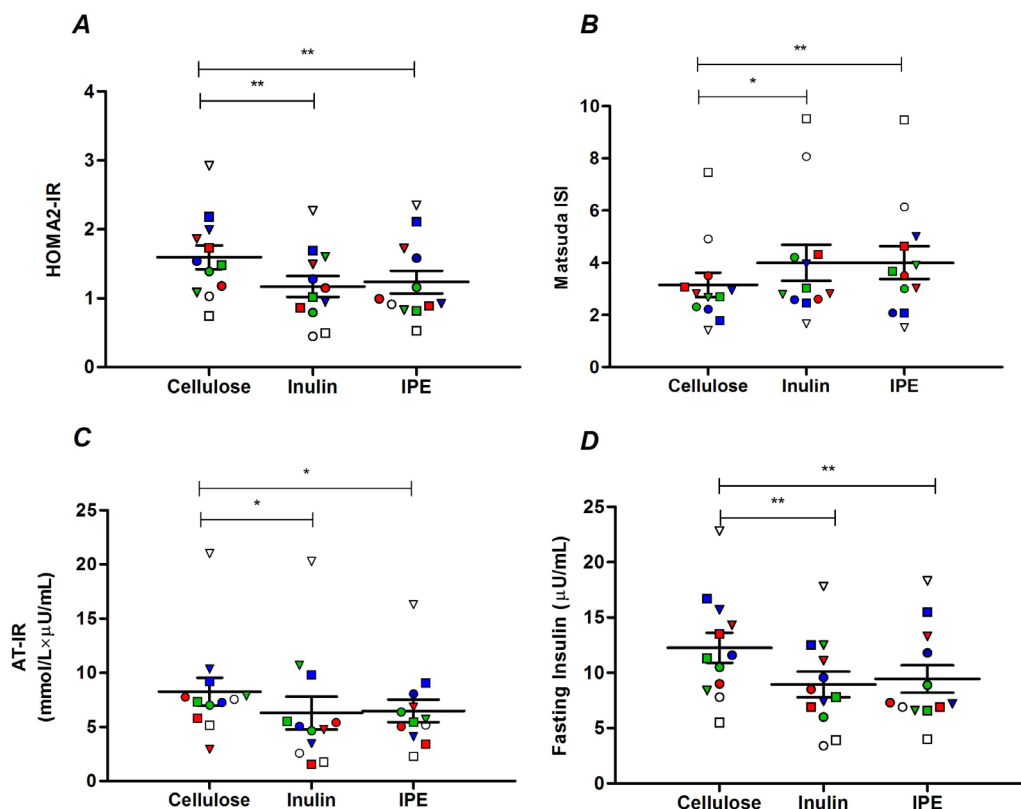 A
**
**
4
3
2
1
0
HOMA2-IR
Cellulose Inulin IPE
B
**
*
10
8
6
4
2
0
Matsuda ISI
Cellulose Inulin IPE
C
*
*
25
20
15
10
5
0
AT-IR
(mmol/L×μU/mL)
Cellulose Inulin IPE
D
**
**
25
20
15
10
5
0
Fasting Insulin (μU/mL)
Cellulose Inulin IPE